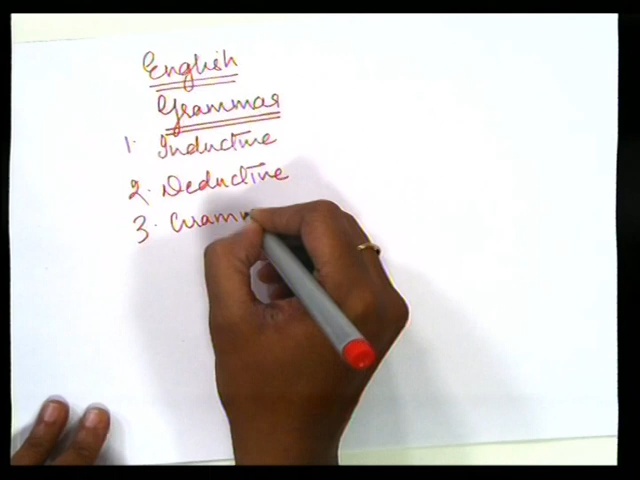 English
Grammar
1. Inductive
2. Deductive
3. Gramm